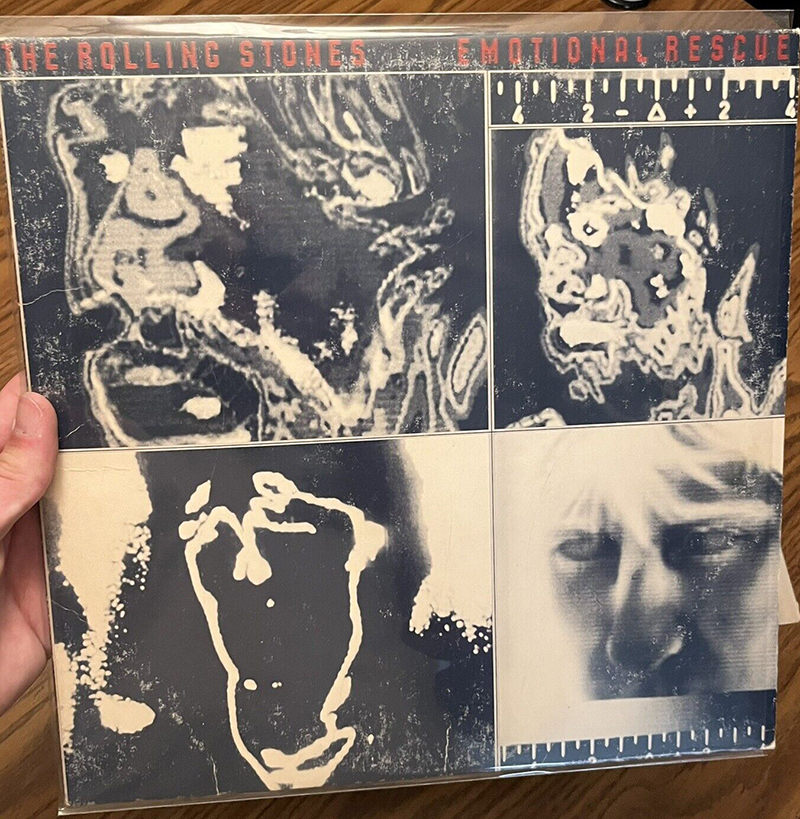 THE ROLLING STONES EMOTIONAL RESCUE
4 2 - △ + 2 4